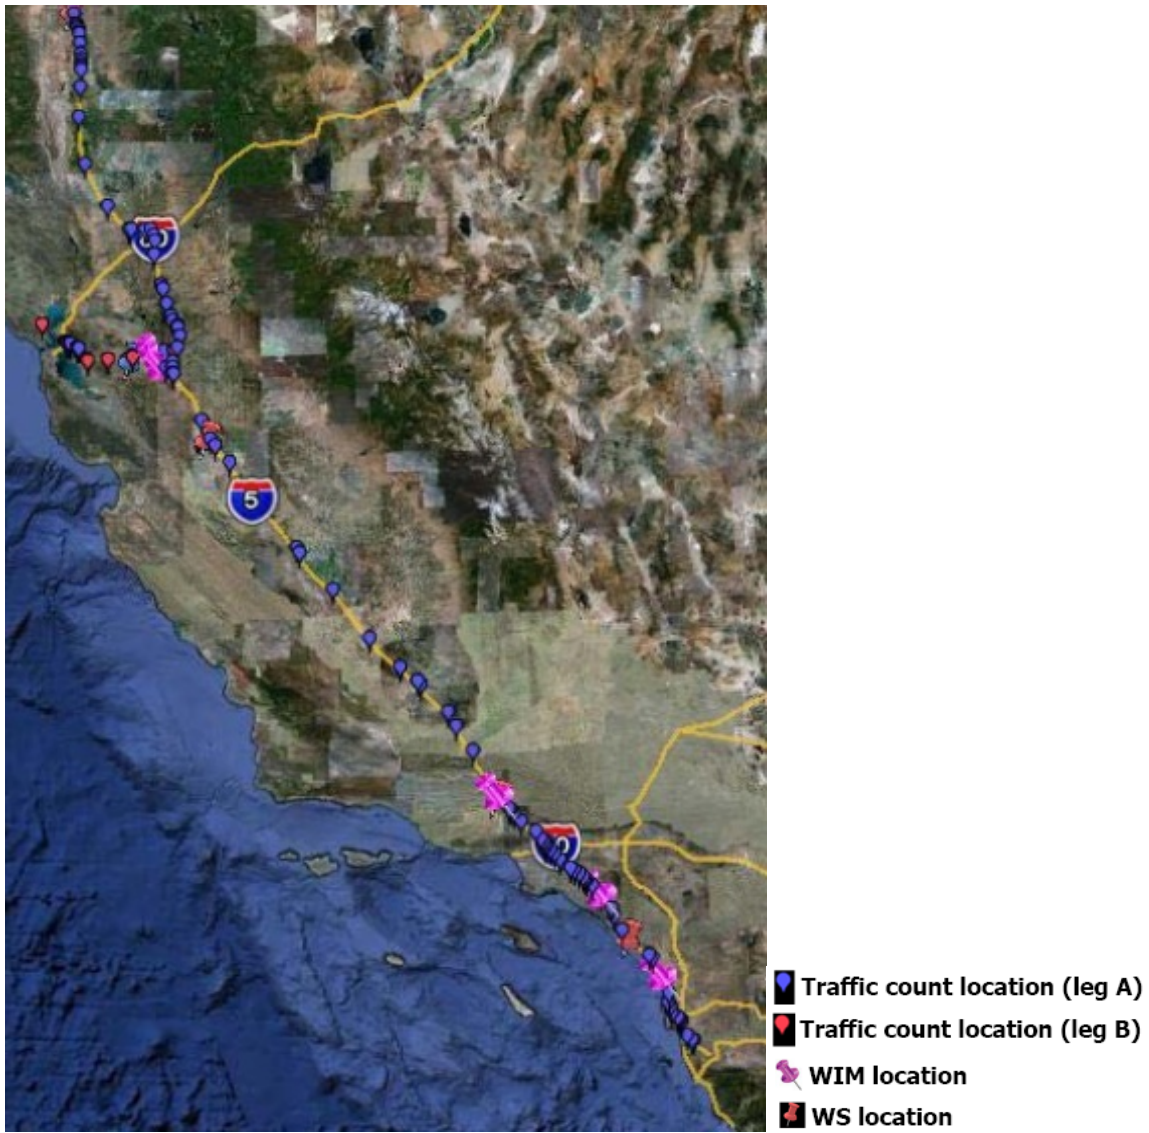 5
Traffic count location (leg A)
Traffic count location (leg B)
WIM location
WS location